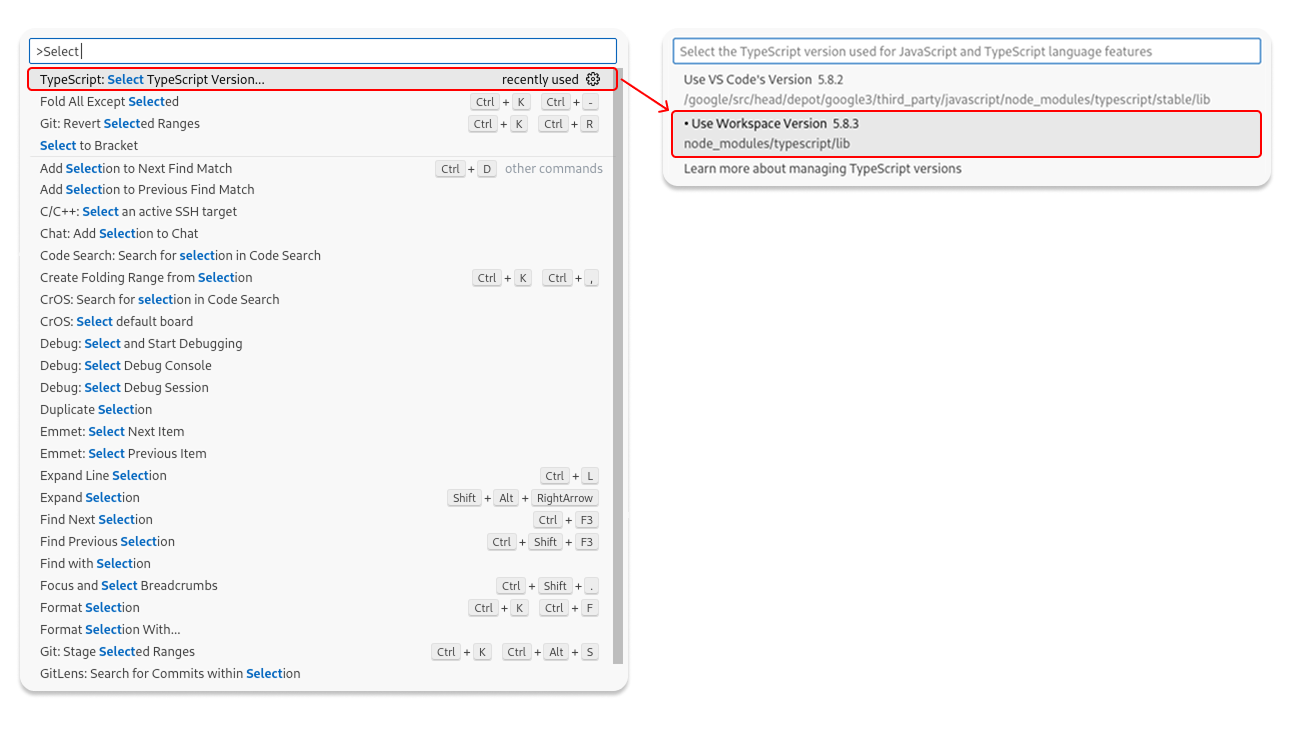 >Select
TypeScript: Select TypeScript Version... recently used
Fold All Except Selected Ctrl + K Ctrl + -
Git: Revert Selected Ranges Ctrl + K Ctrl + R
Select to Bracket
Add Selection to Next Find Match Ctrl + D other commands
Add Selection to Previous Find Match
C/C++: Select an active SSH target
Chat: Add Selection to Chat
Code Search: Search for selection in Code Search
Create Folding Range from Selection Ctrl + K Ctrl + ,
CrOS: Search for selection in Code Search
CrOS: Select default board
Debug: Select and Start Debugging
Debug: Select Debug Console
Debug: Select Debug Session
Duplicate Selection
Emmet: Select Next Item
Emmet: Select Previous Item
Expand Line Selection Ctrl + L
Expand Selection Shift + Alt + RightArrow
Find Next Selection Ctrl + F3
Find Previous Selection Ctrl + Shift + F3
Find with Selection
Focus and Select Breadcrumbs Ctrl + Shift + .
Format Selection Ctrl + K Ctrl + F
Format Selection With...
Git: Stage Selected Ranges Ctrl + K Ctrl + Alt + S
GitLens: Search for Commits within Selection
Select the TypeScript version used for JavaScript and TypeScript language features
Use VS Code's Version 5.8.2
/google/src/head/depot/google3/third_party/javascript/node_modules/typescript/stable/lib
• Use Workspace Version 5.8.3
node_modules/typescript/lib
Learn more about managing TypeScript versions